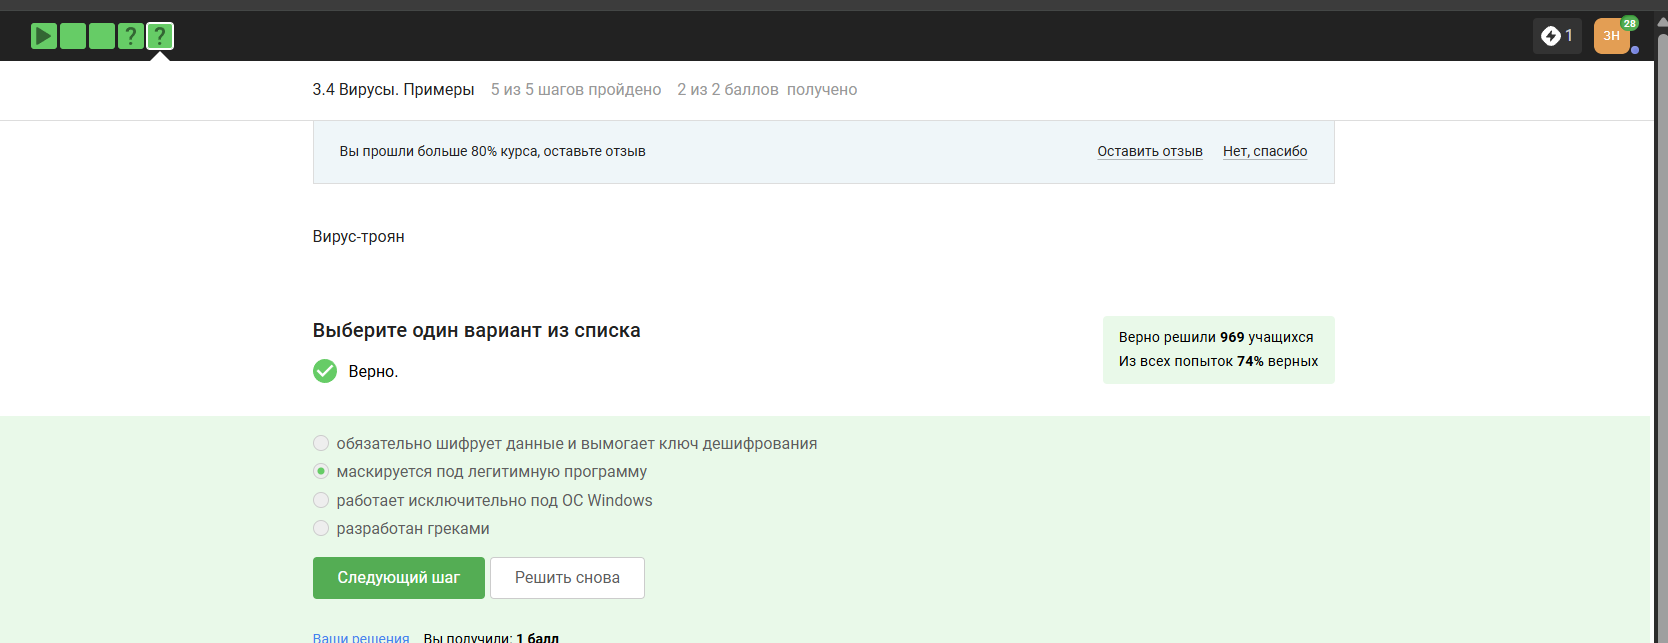 ? ?
1
ЗН
28
3.4 Вирусы. Примеры 5 из 5 шагов пройдено 2 из 2 баллов получено
Вы прошли больше 80% курса, оставьте отзыв Оставить отзыв Нет, спасибо
Вирус-троян
Выберите один вариант из списка
Верно.
Верно решили 969 учащихся
Из всех попыток 74% верных
обязательно шифрует данные и вымогает ключ дешифрования
маскируется под легитимную программу
работает исключительно под ОС Windows
разработан греками
Следующий шаг Решить снова
Ваши решения Вы получили: 1 балл